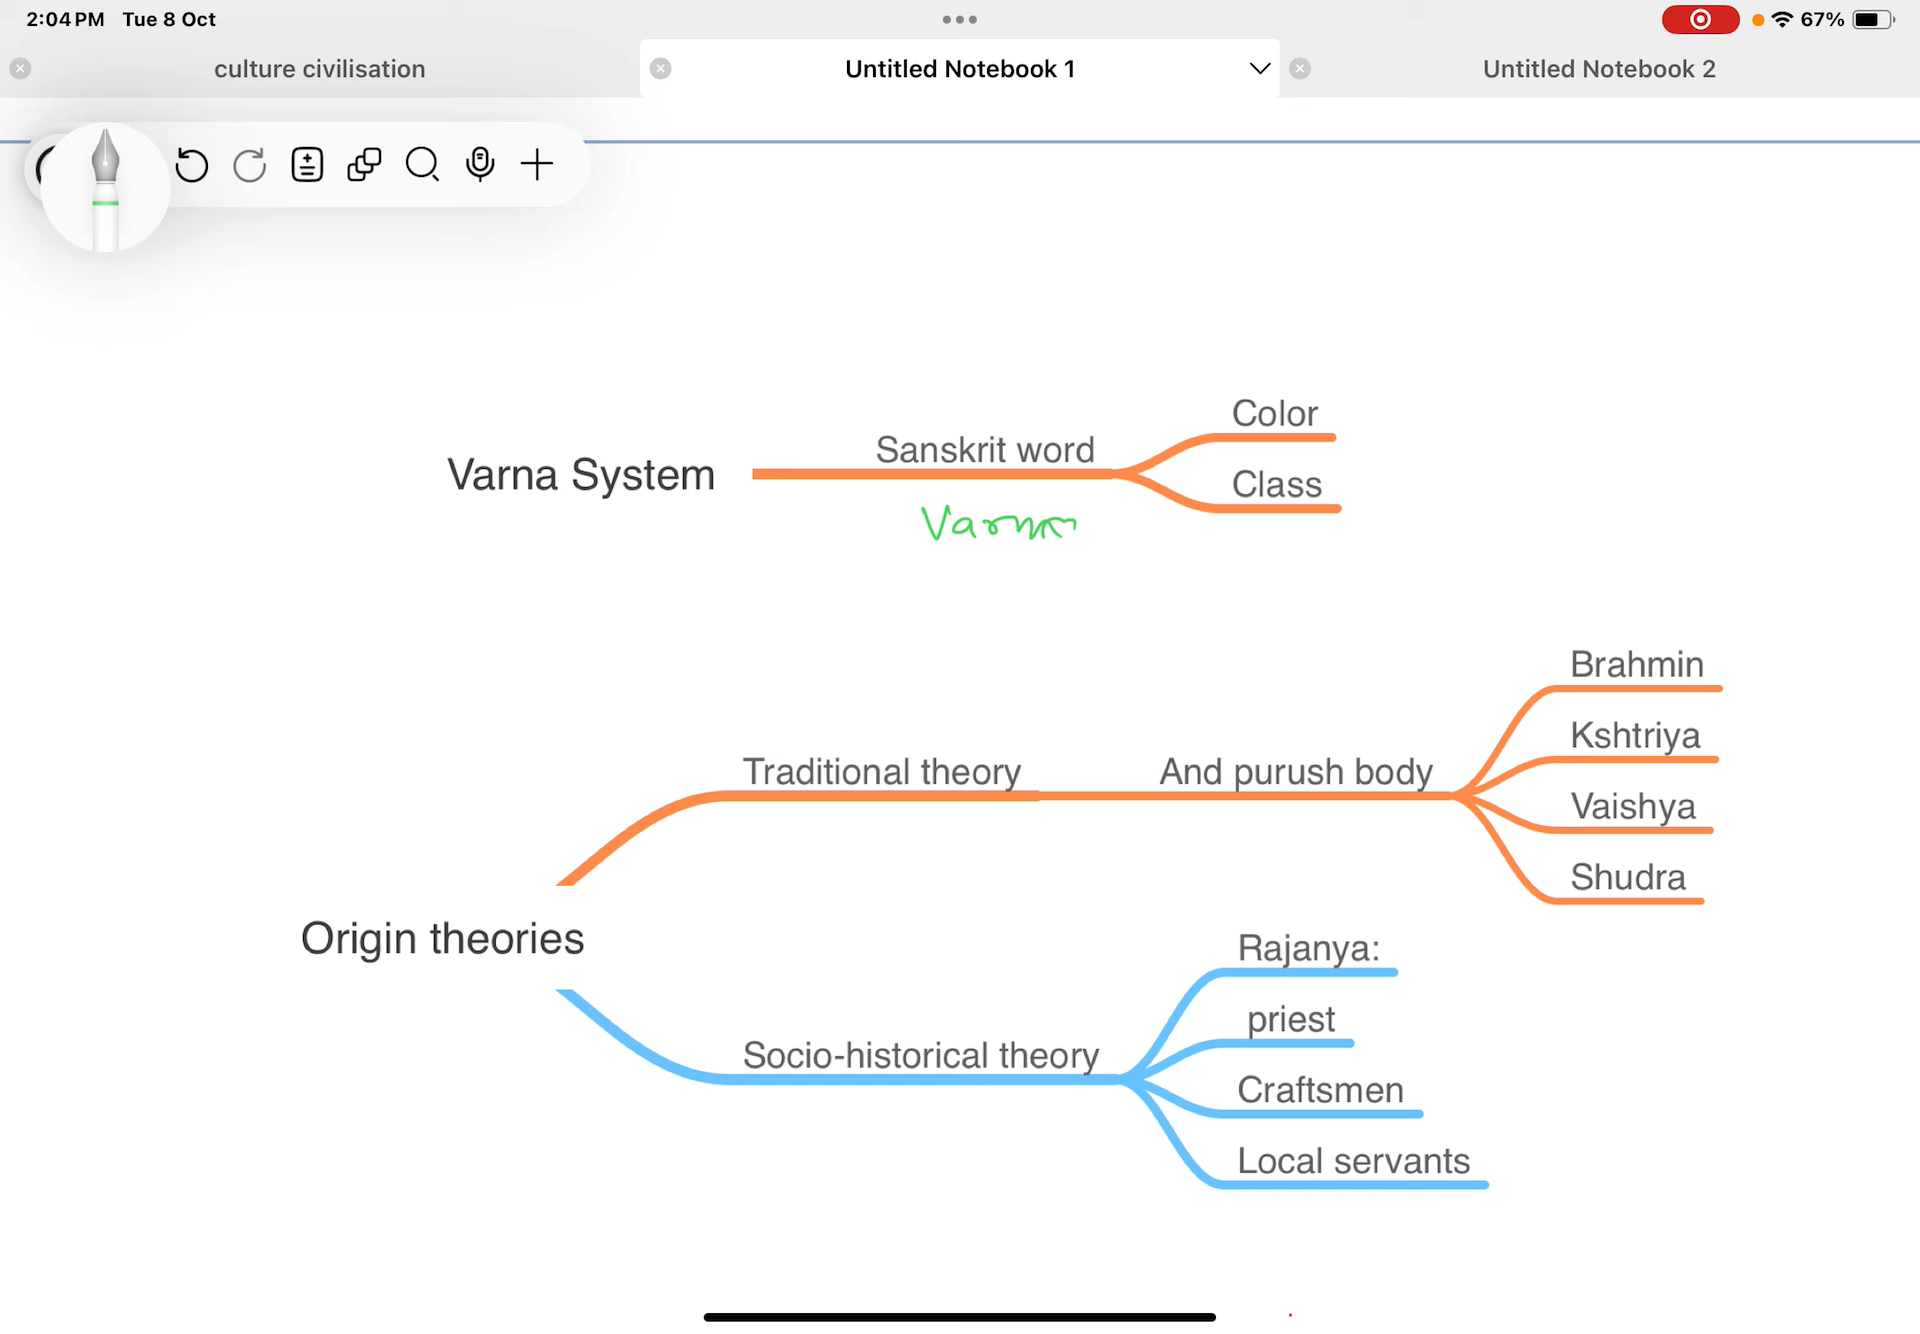 2:04 PM Tue 8 Oct 67%
culture civilisation Untitled Notebook 1 Untitled Notebook 2
Color
Varna System Sanskrit word
Class
Varna
Brahmin
Kshtriya
Traditional theory And purush body
Vaishya
Shudra
Origin theories
Rajanya:
priest
Socio-historical theory
Craftsmen
Local servants